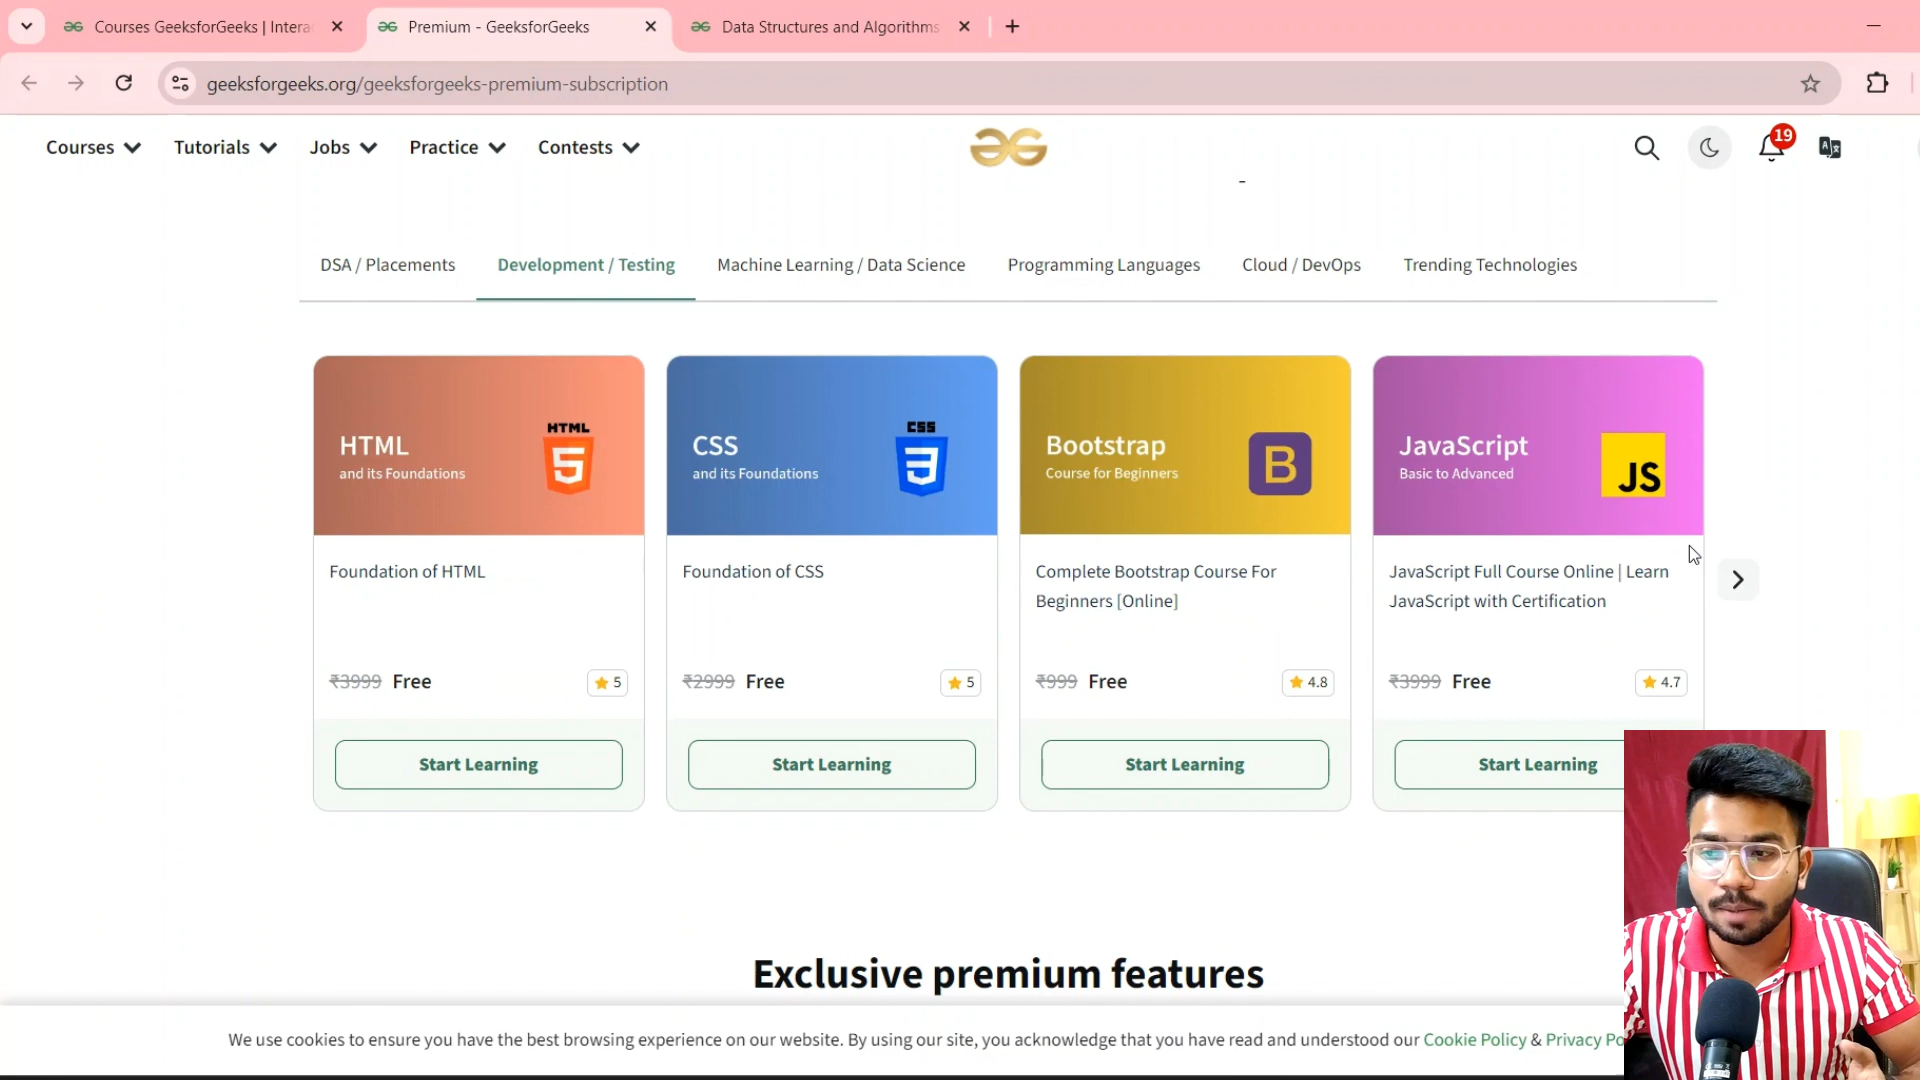 Courses GeeksforGeeks | Intera
Premium - GeeksforGeeks
Data Structures and Algorithms
geeksforgeeks.org/geeksforgeeks-premium-subscription
Courses Tutorials Jobs Practice Contests
19
DSA / Placements Development / Testing Machine Learning / Data Science Programming Languages Cloud / DevOps Trending Technologies
HTML
and its Foundations
HTML
5
Foundation of HTML
₹3999 Free 5
Start Learning
CSS
and its Foundations
CSS
3
Foundation of CSS
₹2999 Free 5
Start Learning
Bootstrap
Course for Beginners
B
Complete Bootstrap Course For
Beginners [Online]
₹999 Free 4.8
Start Learning
JavaScript
Basic to Advanced
JS
JavaScript Full Course Online | Learn
JavaScript with Certification
₹3999 Free 4.7
Start Learning
Exclusive premium features
We use cookies to ensure you have the best browsing experience on our website. By using our site, you acknowledge that you have read and understood our Cookie Policy & Privacy Po